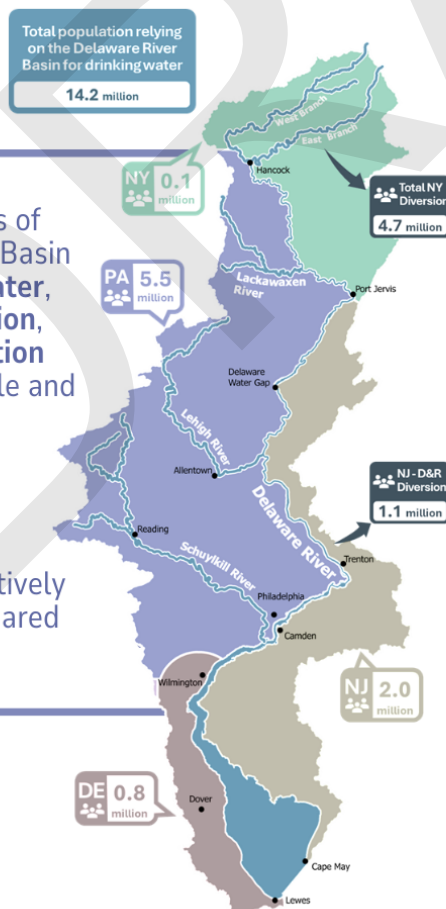 Total population relying
on the Delaware River
Basin for drinking water
14.2 million
West Branch
East Branch
Hancock
NY 0.1
million
Total NY
Diversion
4.7 million
s of
Basin
PA 5.5
million
Lackawaxen
River
Port Jervis
Delaware
Water Gap
le and
Lehigh River
Allentown
NJ - D&R
Diversion
1.1 million
Delaware River
Reading
Trenton
Schuylkill River
tively
ared
Philadelphia
Camden
Wilmington
NJ 2.0
million
DE 0.8
million
Dover
Cape May
Lewes